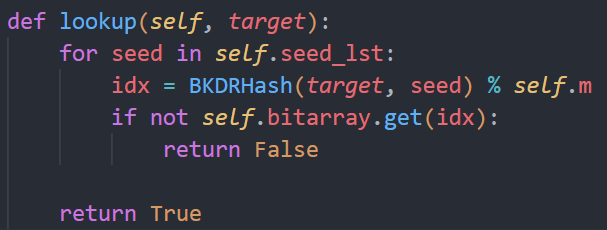 def lookup(self, target):
    for seed in self.seed_lst:
        idx = BKDRHash(target, seed) % self.m
        if not self.bitarray.get(idx):
            return False
    return True